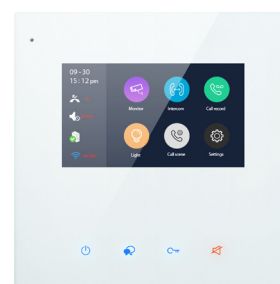 09-30
15:12 pm
Monitor
Intercom
Call record
Light
Call scene
Settings